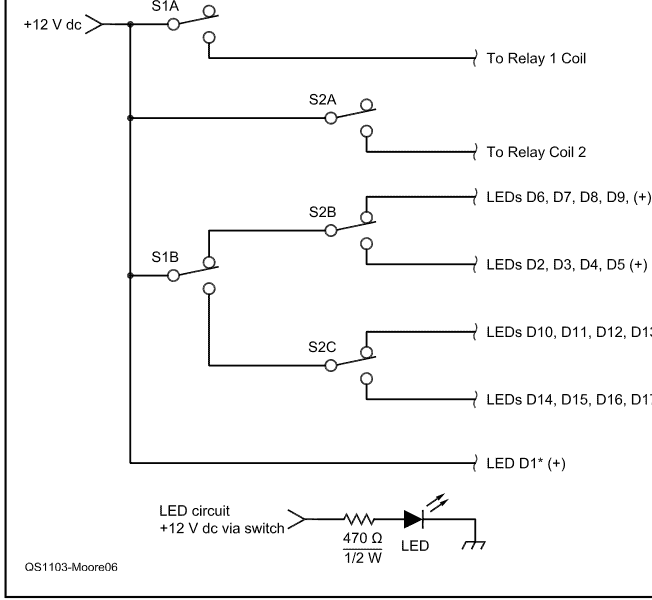 S1A
+12 V dc
To Relay 1 Coil
S2A
To Relay Coil 2
LEDs D6, D7, D8, D9, (+)
S2B
S1B
LEDs D2, D3, D4, D5 (+)
LEDs D10, D11, D12, D13
S2C
LEDs D14, D15, D16, D17
LED D1* (+)
LED circuit
+12 V dc via switch
470 Ω
1/2 W
LED
QS1103-Moore06